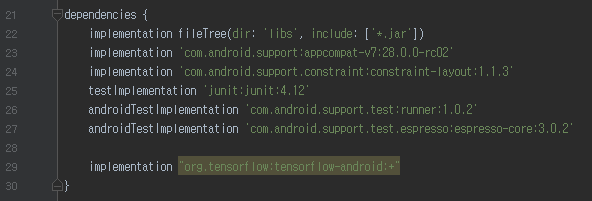 21 dependencies {
22 implementation fileTree(dir: 'libs', include: ['*.jar'])
23 implementation 'com.android.support:appcompat-v7:28.0.0-rc02'
24 implementation 'com.android.support.constraint:constraint-layout:1.1.3'
25 testImplementation 'junit:junit:4.12'
26 androidTestImplementation 'com.android.support.test:runner:1.0.2'
27 androidTestImplementation 'com.android.support.test.espresso:espresso-core:3.0.2'
28
29 implementation "org.tensorflow:tensorflow-android:+"
30 }